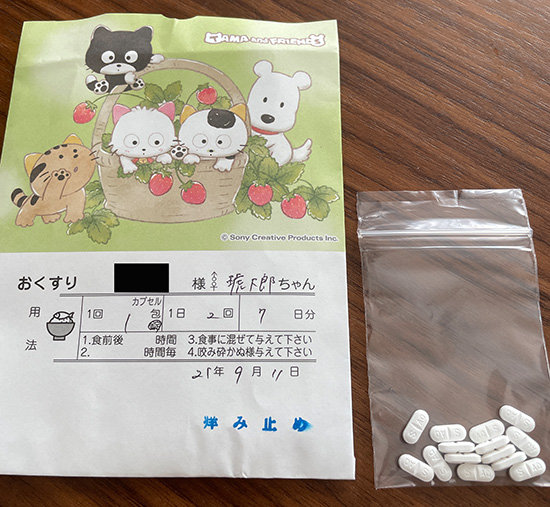 TAMA AND FRIENDS
© Sony Creative Products Inc.
おくすり 様 琥太郎ちゃん
用法
カプセル
1回 1 包 1日 2回 7 日分
1.食前後 時間 3.食事に混ぜて与えて下さい
2. 時間毎 4.咬み砕かぬ様与えて下さい
21年 9月 11日
痒み止め